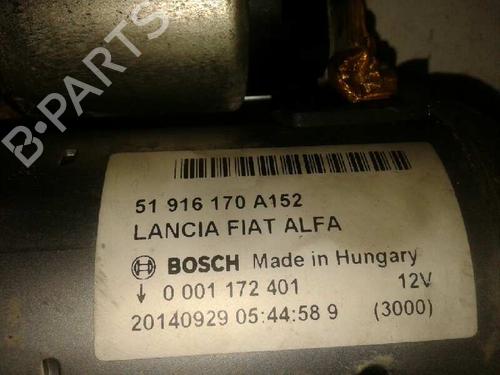 B-PARTS
51 916 170 A152
LANCIA FIAT ALFA
BOSCH Made in Hungary
↓ 0 001 172 401 12V
20140929 05:44:58 9 (3000)